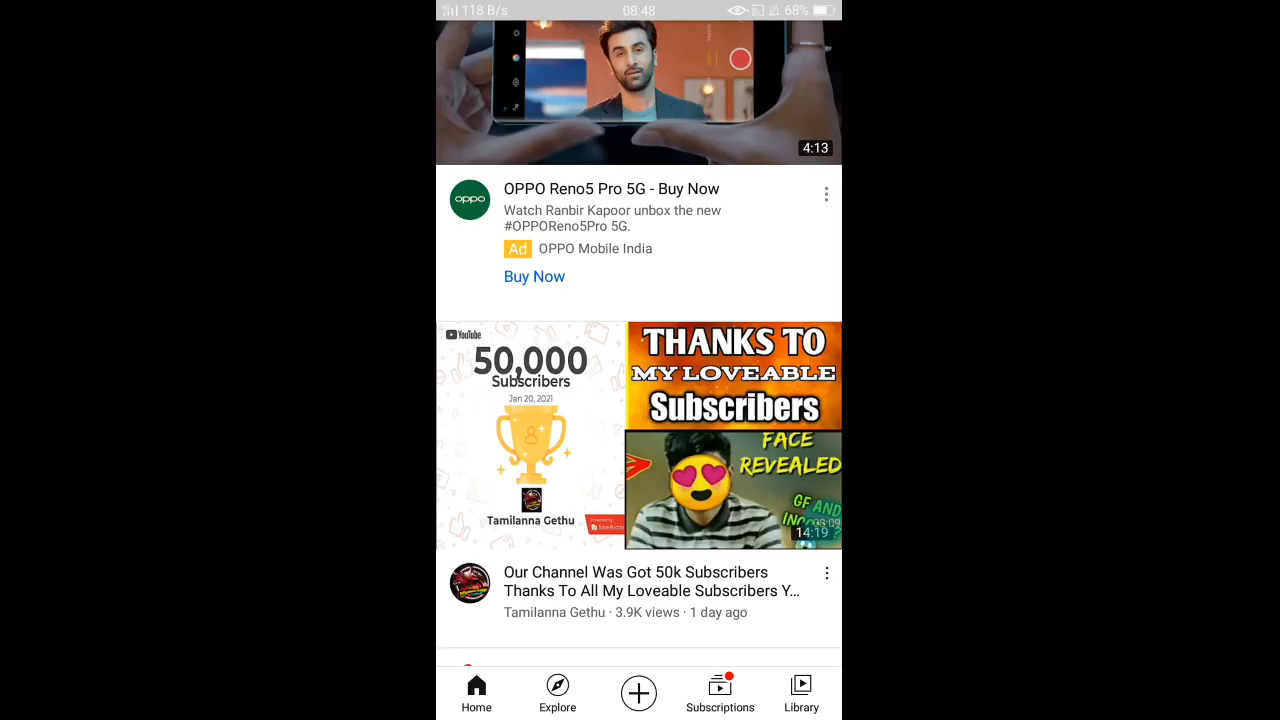 118 B/s 08:48 68%
4:13
oppo
OPPO Reno5 Pro 5G - Buy Now
Watch Ranbir Kapoor unbox the new
#OPPOReno5Pro 5G.
Ad OPPO Mobile India
Buy Now
YouTube
50,000
Subscribers
Jan 20, 2021
Tamilanna Gethu
THANKS TO
MY LOVEABLE
Subscribers
FACE
REVEALED
GF AND
14:19
Our Channel Was Got 50k Subscribers
Thanks To All My Loveable Subscribers Y...
Tamilanna Gethu · 3.9K views · 1 day ago
Home Explore Subscriptions Library